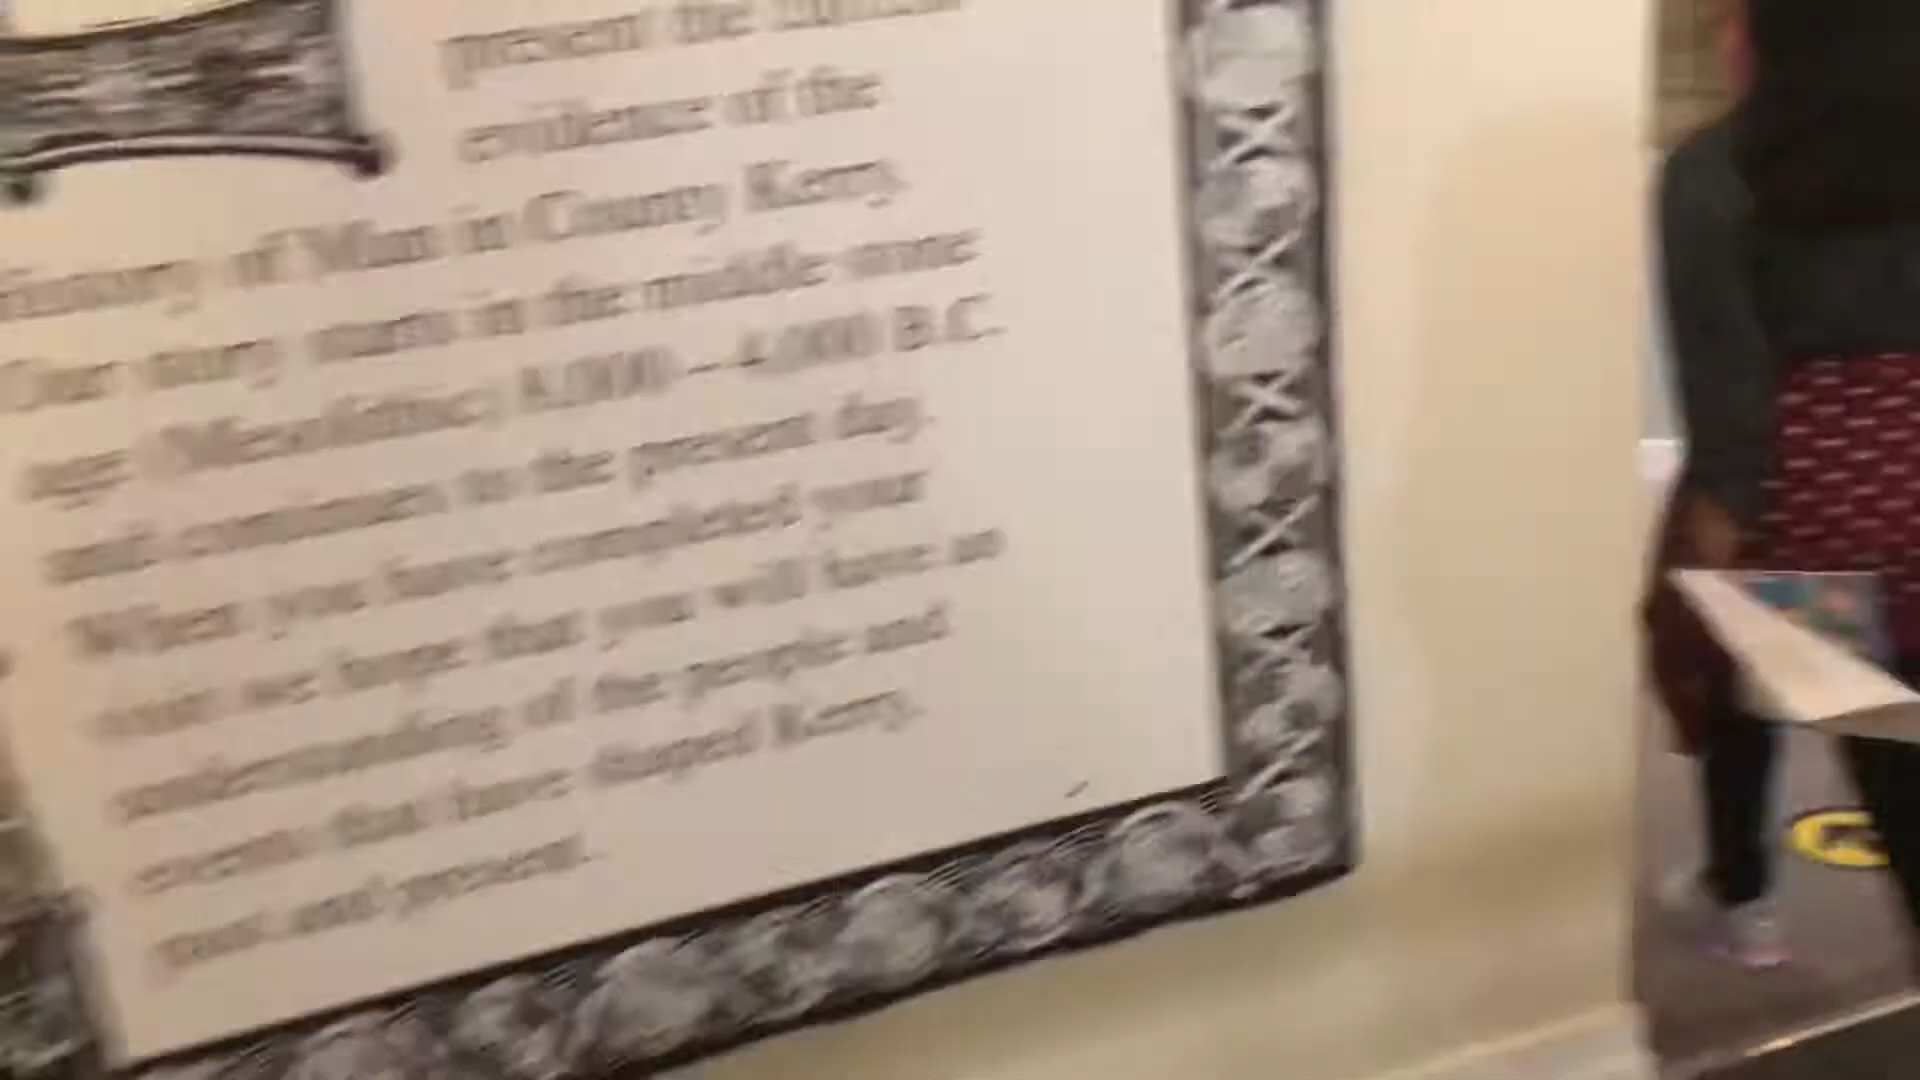 present the
evidence of the
history of Man in County Kerry.
Our story starts in the middle stone
age (Mesolithic) 8,000 – 4,000 B.C.
and continues to the present day.
When you have completed your
visit we hope that you will have an
understanding of the people and
events that have shaped Kerry,
past and present.